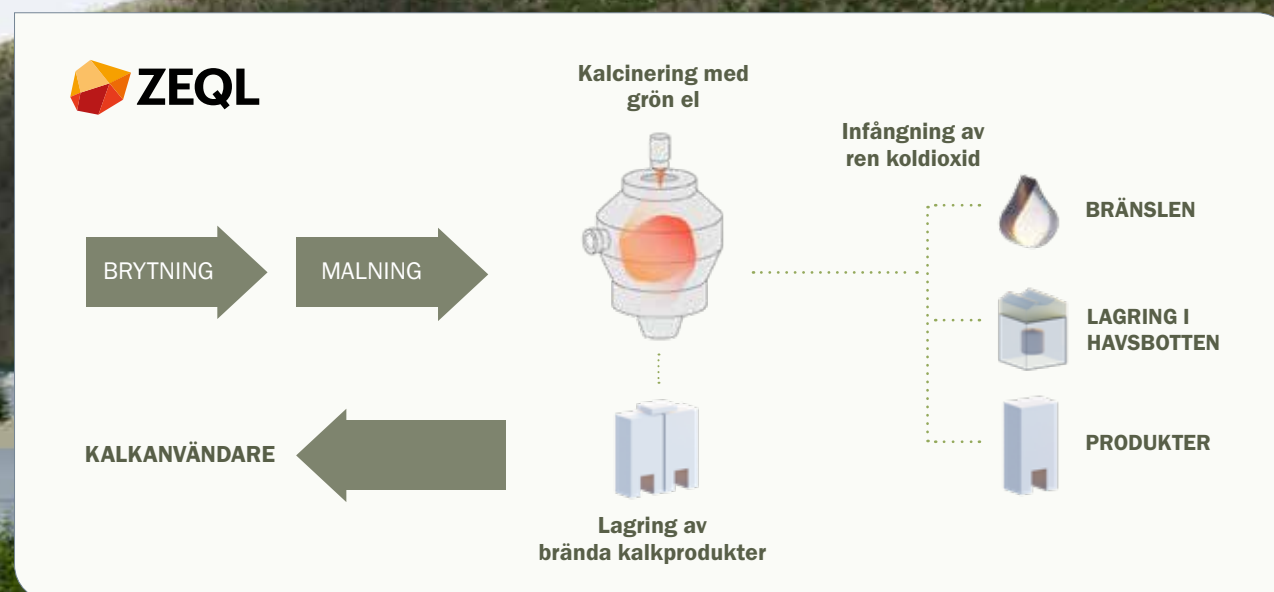 ZEQL
Kalcinering med
grön el
Infångning av
ren koldioxid
BRÄNSLEN
BRYTNING
MALNING
LAGRING I
HAVSBOTTEN
KALKANVÄNDARE
PRODUKTER
Lagring av
brända kalkprodukter